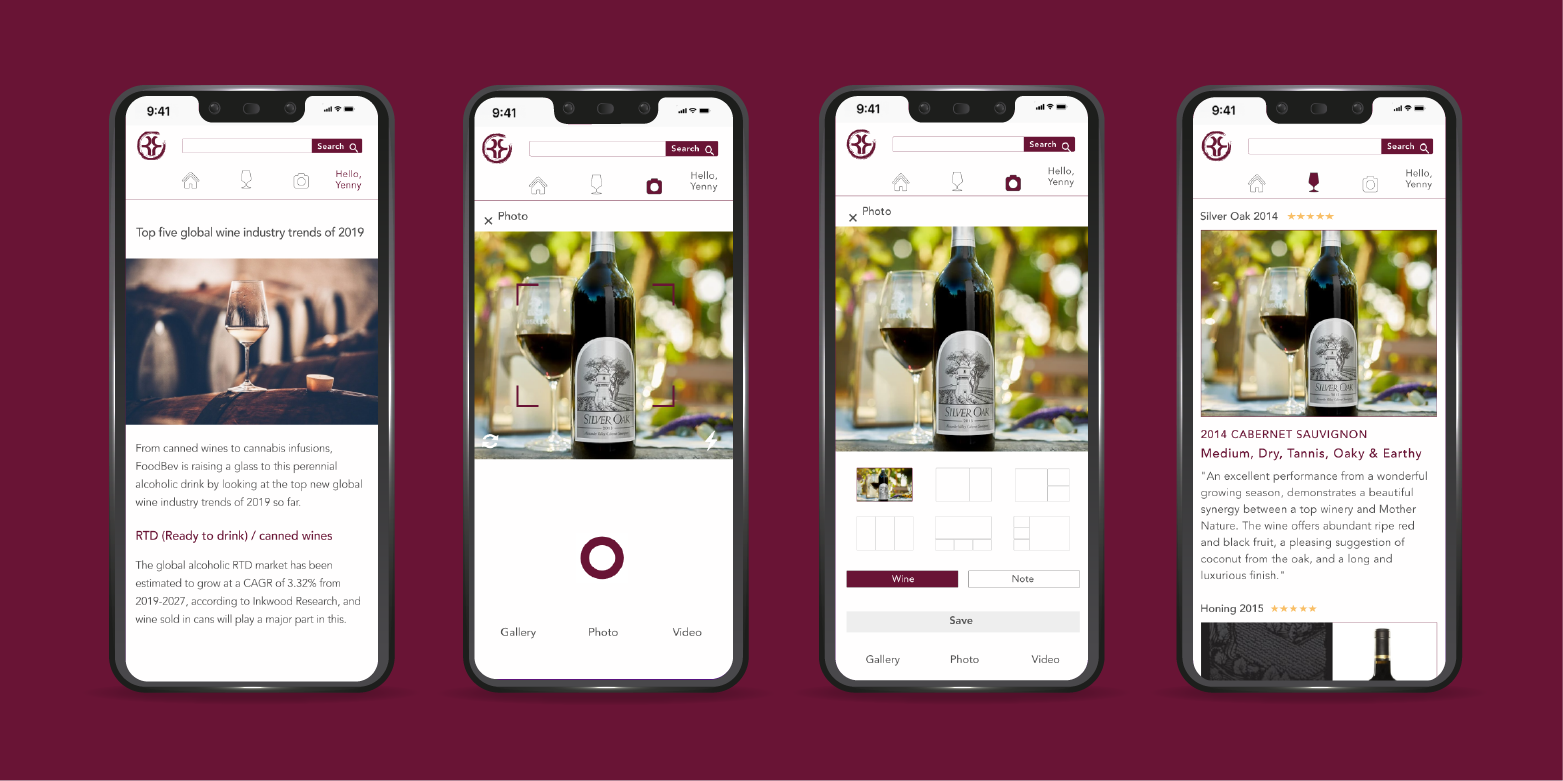 9:41
Search
Hello,
Yenny
Top five global wine industry trends of 2019
From canned wines to cannabis infusions,
FoodBev is raising a glass to this perennial
alcoholic drink by looking at the top new global
wine industry trends of 2019 so far.
RTD (Ready to drink) / canned wines
The global alcoholic RTD market has been
estimated to grow at a CAGR of 3.32% from
2019-2027, according to Inkwood Research, and
wine sold in cans will play a major part in this.
9:41
Search
Hello,
Yenny
× Photo
SILVER OAK
Gallery Photo Video
9:41
Search
Hello,
Yenny
× Photo
SILVER OAK
Wine Note
Save
Gallery Photo Video
9:41
Search
Hello,
Yenny
Silver Oak 2014 ★★★★★
SILVER OAK
2014 CABERNET SAUVIGNON
Medium, Dry, Tannis, Oaky & Earthy
"An excellent performance from a wonderful
growing season, demonstrates a beautiful
synergy between a top winery and Mother
Nature. The wine offers abundant ripe red
and black fruit, a pleasing suggestion of
coconut from the oak, and a long and
luxurious finish."
Honing 2015 ★★★★★